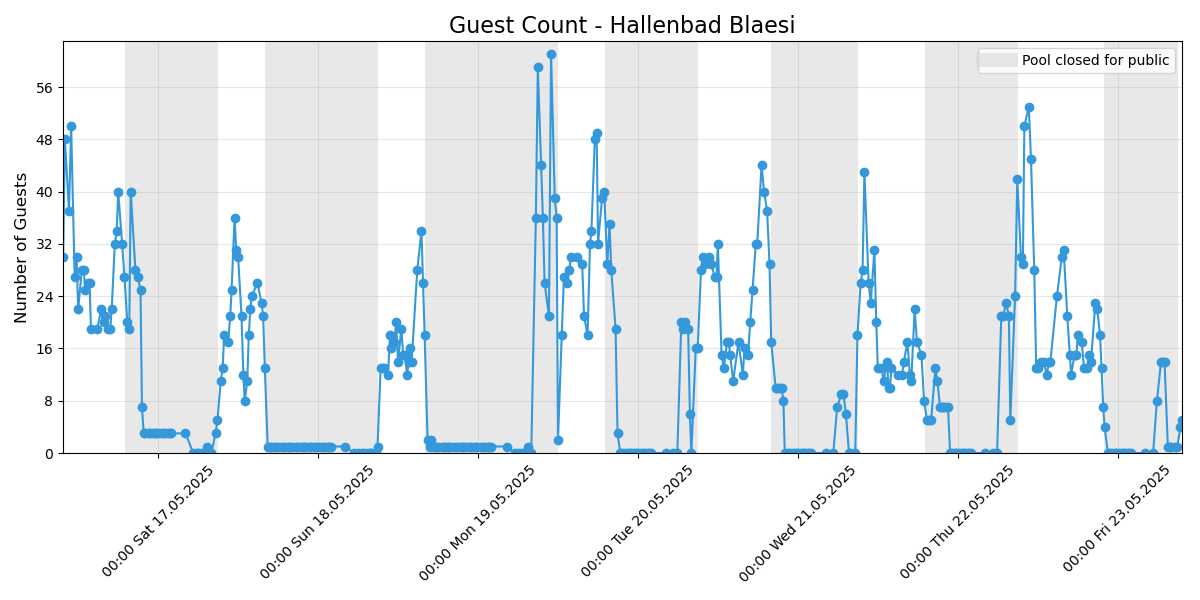 Guest Count - Hallenbad Blaesi
Pool closed for public
Number of Guests
56
48
40
32
24
16
8
0
00:00 Sat 17.05.2025
00:00 Sun 18.05.2025
00:00 Mon 19.05.2025
00:00 Tue 20.05.2025
00:00 Wed 21.05.2025
00:00 Thu 22.05.2025
00:00 Fri 23.05.2025